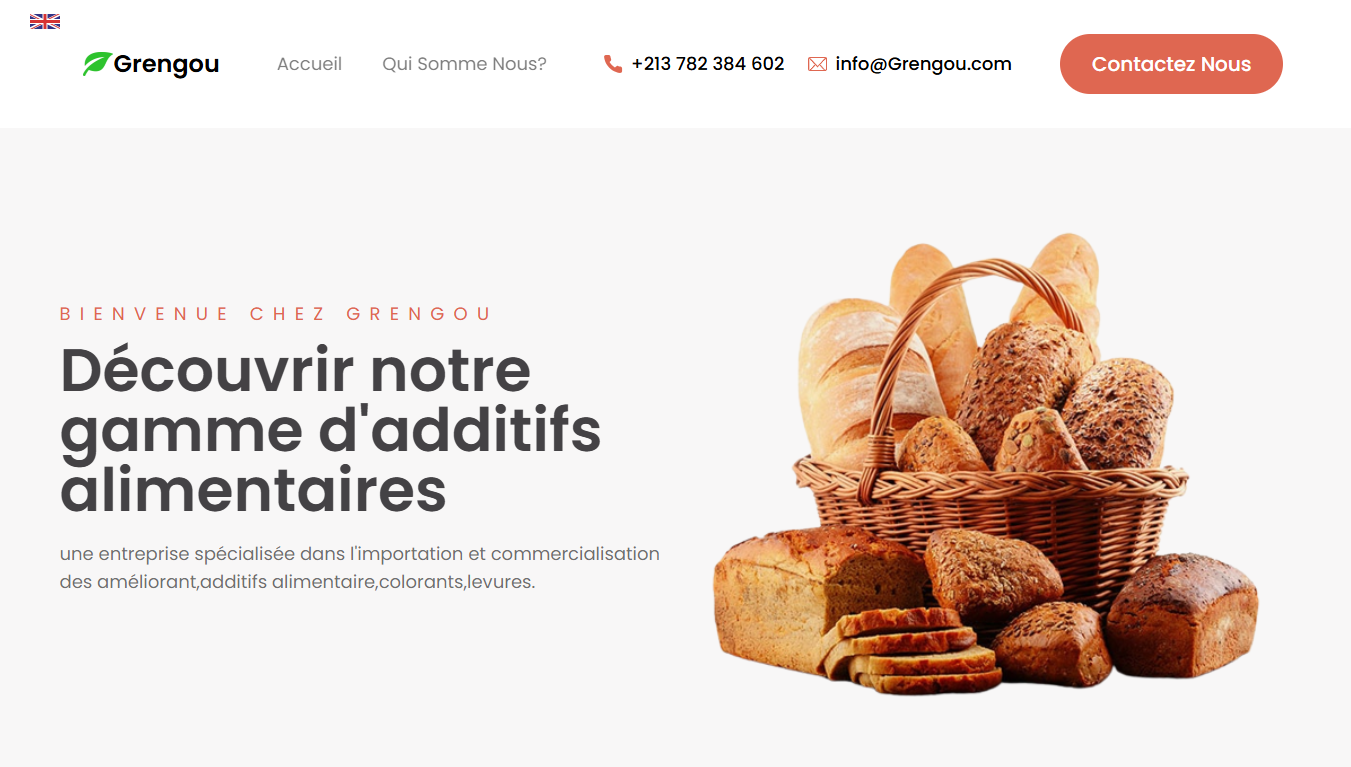 Grengou
Accueil
Qui Somme Nous?
+213 782 384 602
info@Grengou.com
Contactez Nous
BIENVENUE CHEZ GRENGOU
Découvrir notre
gamme d'additifs
alimentaires
une entreprise spécialisée dans l'importation et commercialisation
des améliorant,additifs alimentaire,colorants,levures.